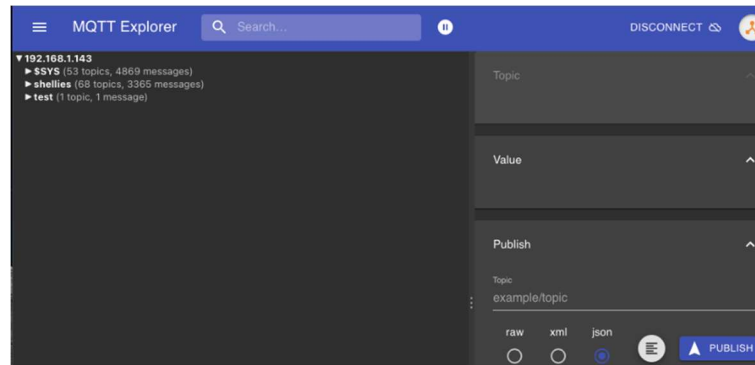 MQTT Explorer
Search...
DISCONNECT
192.168.1.143
$SYS (53 topics, 4869 messages)
shellies (68 topics, 3365 messages)
test (1 topic, 1 message)
Topic
Value
Publish
Topic
example/topic
raw xml json
PUBLISH